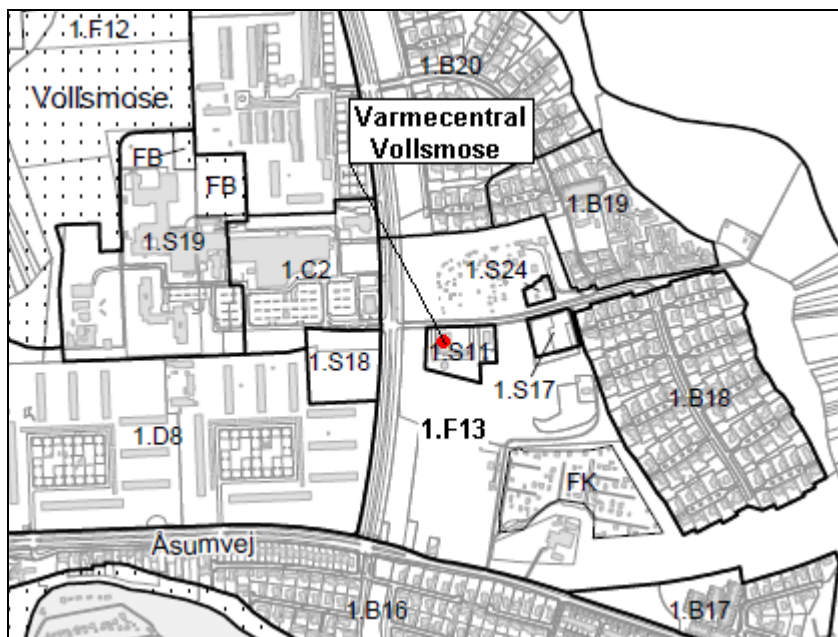 1.F12
1.B20
Vollsmose
Varmecentral
Vollsmose
FB
FB
1.B19
1.S19
1.C2
1.S24
1.S18
1.S11
1.S17
1.B18
1.D8
1.F13
FK
Åsumvej
1.B16
1.B17